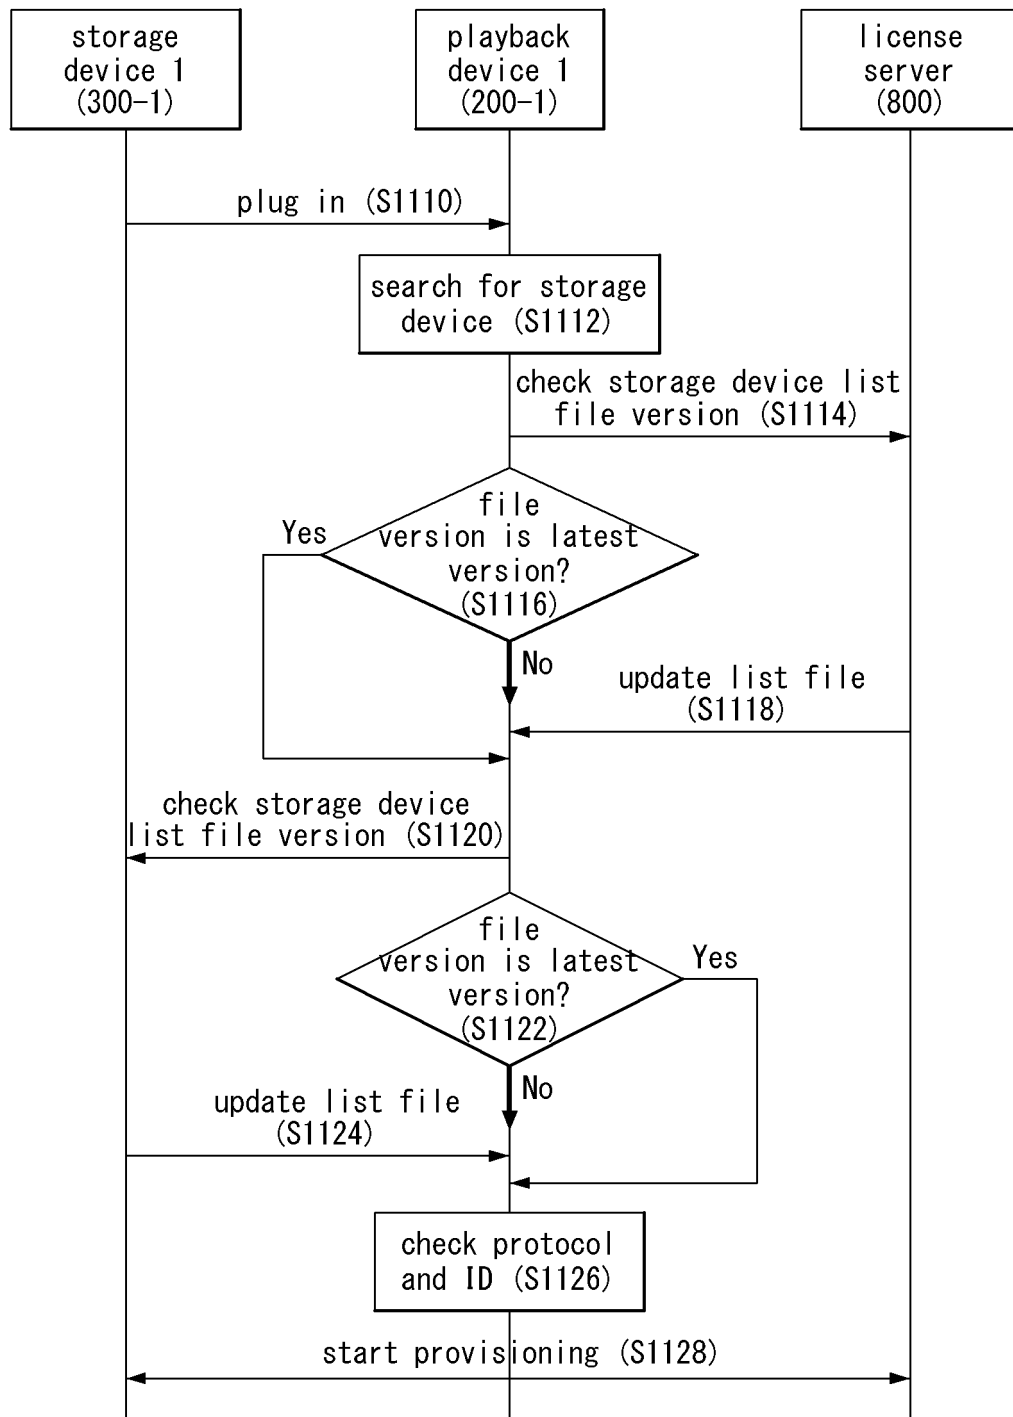 storage
device 1
(300-1)
playback
device 1
(200-1)
license
server
(800)
plug in (S1110)
search for storage
device (S1112)
check storage device list
file version (S1114)
file
version is latest
version?
(S1116)
Yes
No
update list file
(S1118)
check storage device
list file version (S1120)
file
version is latest
version?
(S1122)
Yes
No
update list file
(S1124)
check protocol
and ID (S1126)
start provisioning (S1128)